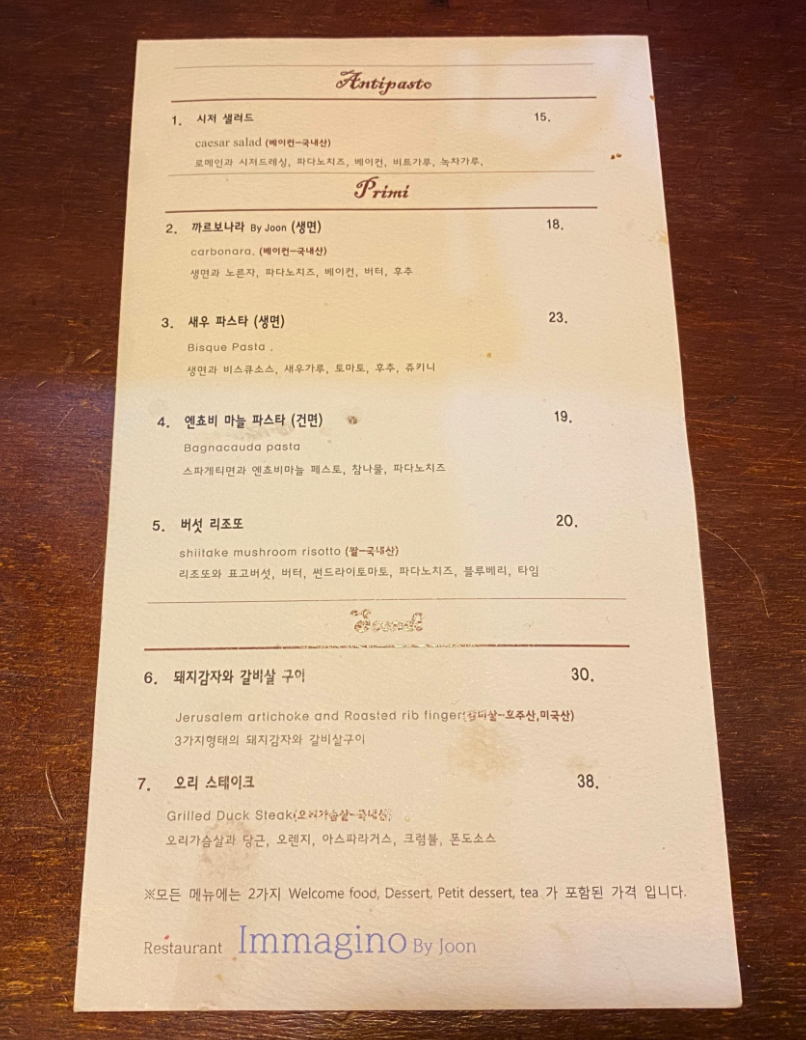 Antipasto
1. 시저 샐러드 15.
caesar salad (베이컨-국내산)
로메인과 시저드레싱, 파다노치즈, 베이컨, 비트가루, 녹차가루,
Primi
2. 까르보나라 By Joon (생면) 18.
carbonara, (베이컨-국내산)
생면과 노른자, 파다노치즈, 베이컨, 버터, 후추
3. 새우 파스타 (생면) 23.
Bisque Pasta .
생면과 비스큐소스, 새우가루, 토마토, 후추, 쥬키니
4. 엔쵸비 마늘 파스타 (건면) 19.
Bagnacauda pasta
스파게티면과 엔쵸비마늘 페스토, 참나물, 파다노치즈
5. 버섯 리조또 20.
shiitake mushroom risotto (쌀-국내산)
리조또와 표고버섯, 버터, 썬드라이토마토, 파다노치즈, 블루베리, 타임
6. 돼지감자와 갈비살 구이 30.
Jerusalem artichoke and Roasted rib finger(갈비살-호주산,미국산)
3가지형태의 돼지감자와 갈비살구이
7. 오리 스테이크 38.
Grilled Duck Steak(오리가슴살-국내산)
오리가슴살과 당근, 오렌지, 아스파라거스, 크럼블, 폰도소스
※모든 메뉴에는 2가지 Welcome food, Dessert, Petit dessert, tea 가 포함된 가격 입니다.
Restaurant Immagino By Joon